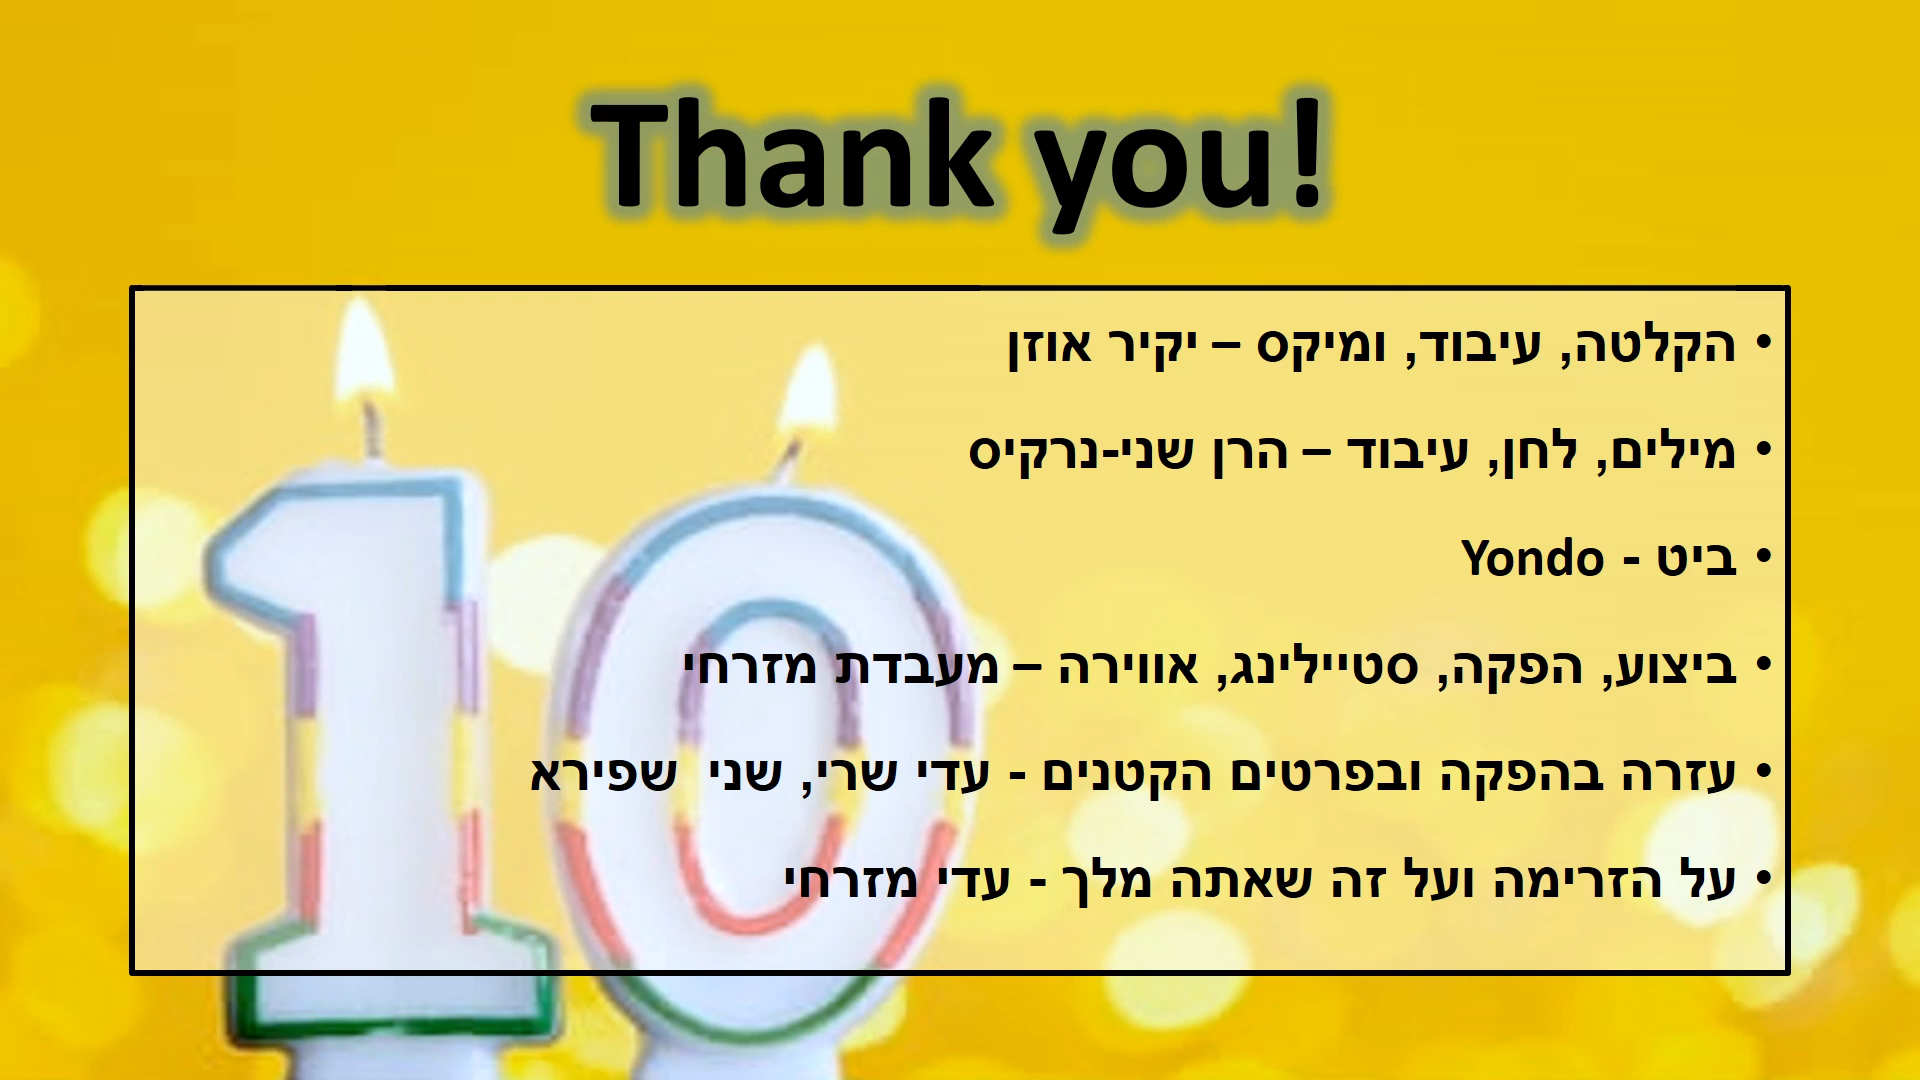 Thank you!
• הקלטה, עיבוד, ומיקס – יקיר אוזן
• מילים, לחן, עיבוד – הרן שני-נרקיס
• ביט - Yondo
• ביצוע, הפקה, סטיילינג, אווירה – מעבדת מזרחי
• עזרה בהפקה ובפרטים הקטנים - עדי שרי, שני  שפירא
• על הזרימה ועל זה שאתה מלך - עדי מזרחי